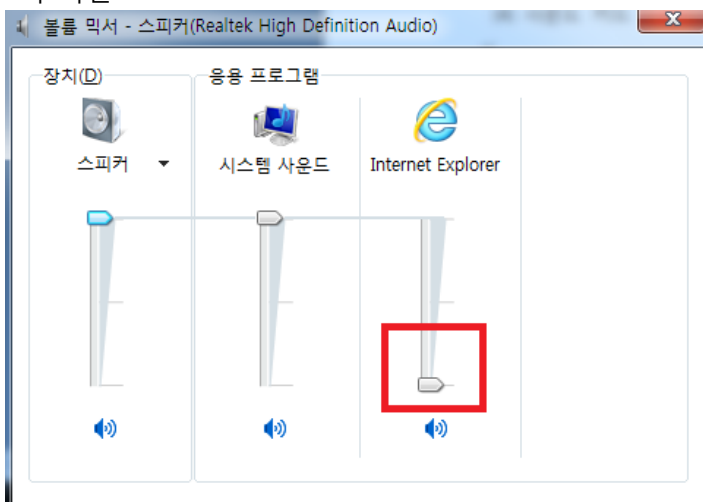 볼륨 믹서 - 스피커(Realtek High Definition Audio)
장치(D)
응용 프로그램
스피커
시스템 사운드
Internet Explorer